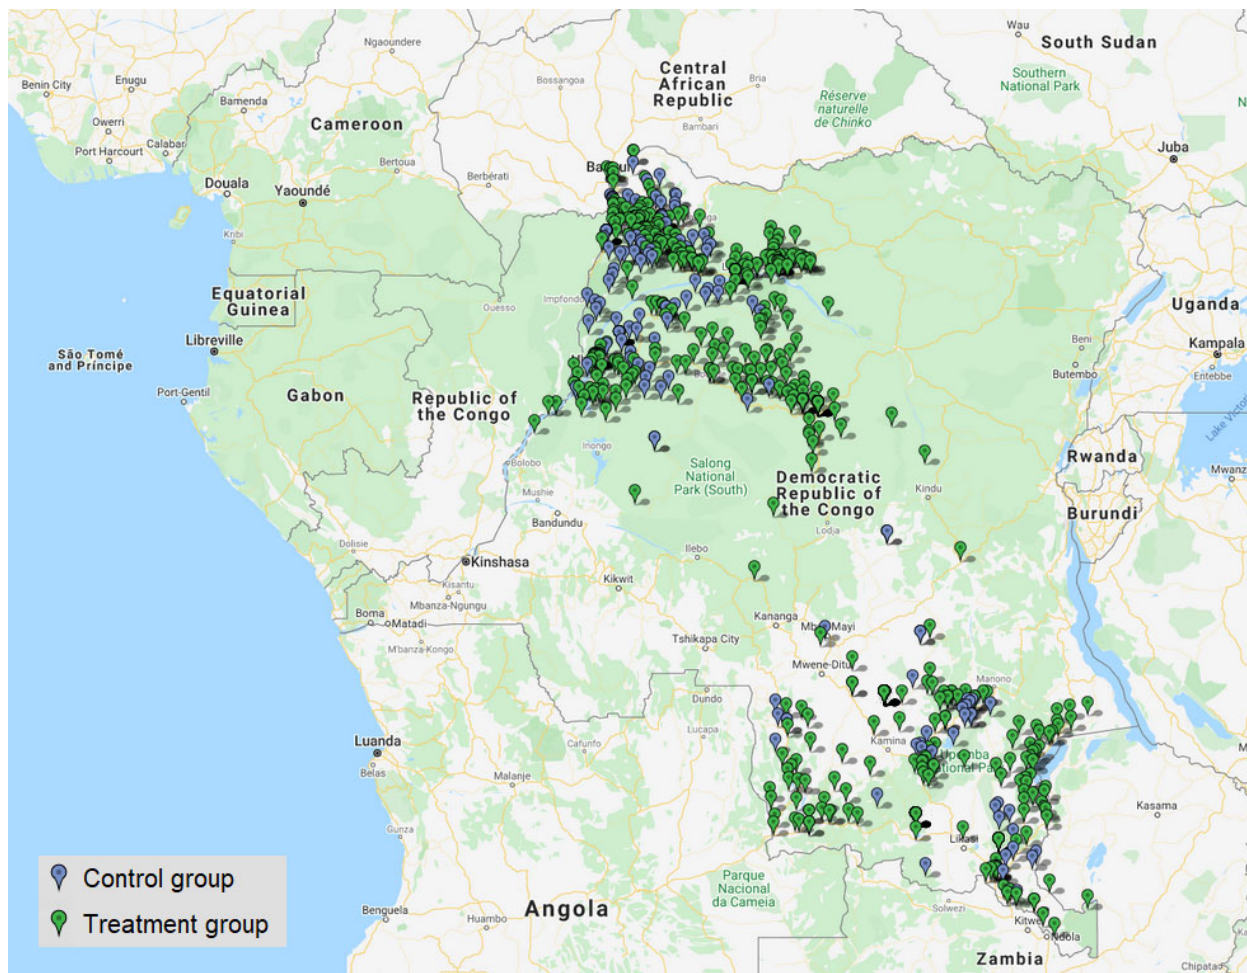 Wau
South Sudan
Ngaoundere
Central
African
Republic
Bossangoa
Bria
Southern
National Park
Benin City
Enugu
Réserve
naturelle
de Chinko
Bamenda
Owerri
Cameroon
Bambari
Port Harcourt
Calabar
Juba
Bertoua
Berbérati
Douala
Yaoundé
Kribi
Equatorial
Guinea
Ouesso
Impfondo
Uganda
Libreville
Kampala
São Tomé
and Príncipe
Beni
Entebbe
Butembo
Port-Gentil
Gabon
Republic of
the Congo
Lake Victoria
Inongo
Bolobo
Salong
National
Park (South)
Rwanda
Democratic
Republic of
the Congo
Mushie
Bandundu
Kindu
Burundi
Lodja
Dolisie
Kinshasa
Ilebo
Kisantu
Kikwit
Mbanza-Ngungu
Boma
Matadi
Kananga
M'banza-Kongo
Tshikapa City
Mwene-Ditu
Manono
Dundo
Luanda
Cafunfo
Lucapa
Kamina
Belas
Malanje
Kasama
Gunza
Likasi
Control group
Treatment group
Parque
Nacional
da Cameia
Solwezi
Benguela
Huambo
Angola
Kitwe
Ndola
Zambia
Chipata